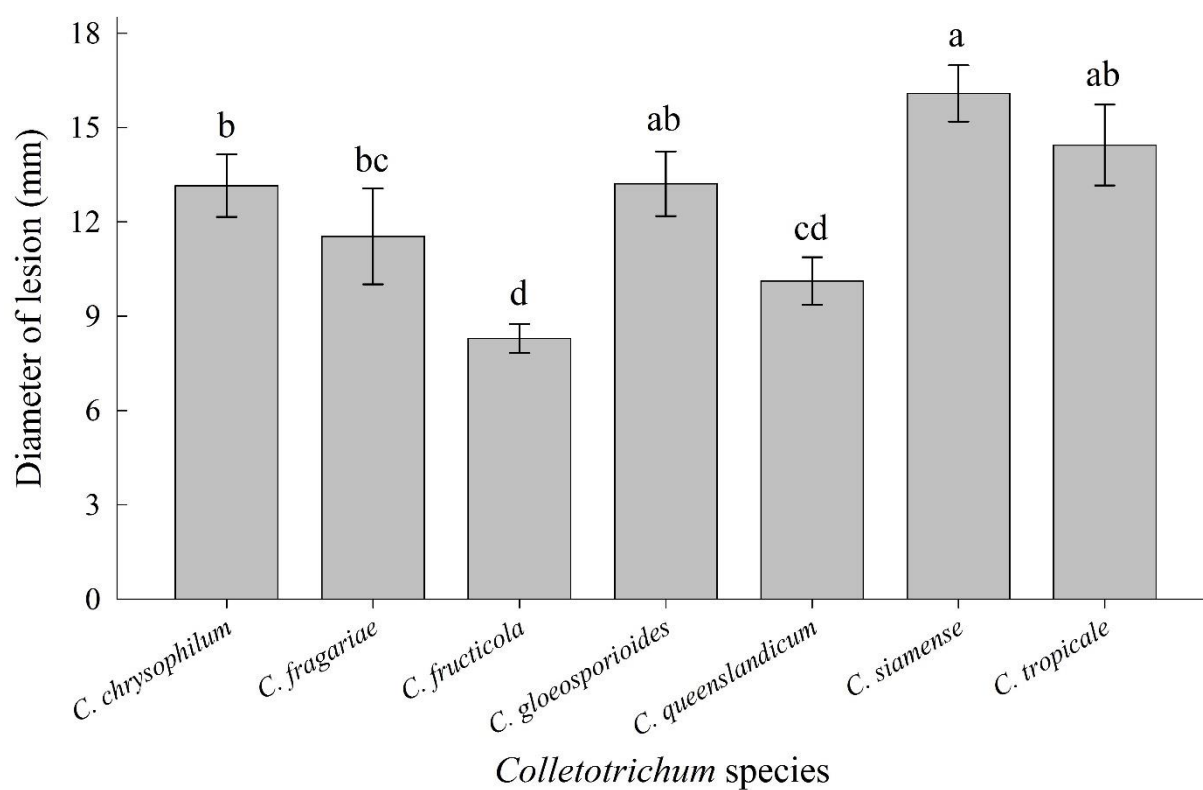 Diameter of lesion (mm)
18
15
12
9
6
3
0
b
bc
d
ab
cd
a
ab
C. chrysophilum
C. fragariae
C. fructicola
C. gloeosporioides
C. queenslandicum
C. siamense
C. tropicale
Colletotrichum species